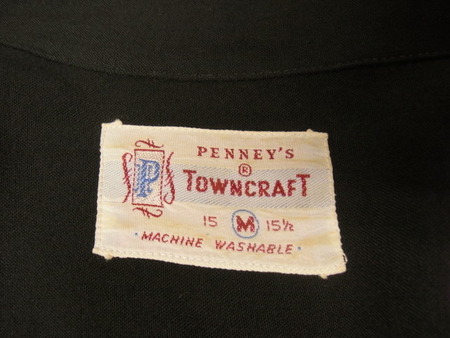 P
PENNEY'S
®
TOWNCRAFT
15 M 15½
· MACHINE WASHABLE ·